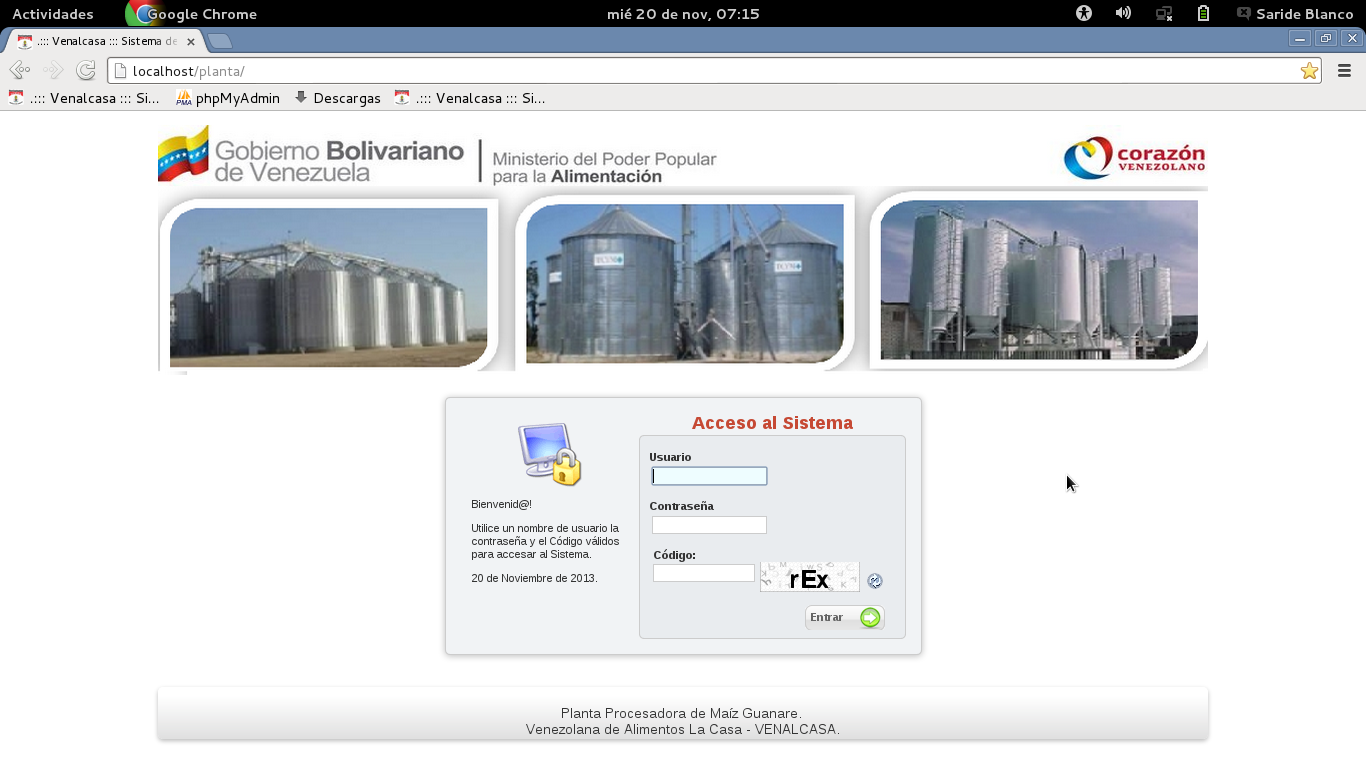 Actividades
Google Chrome
mié 20 de nov, 07:15
Saride Blanco
.::: Venalcasa ::: Sistema de
localhost/planta/
.::: Venalcasa ::: Si...
PMA
phpMyAdmin
Descargas
.::: Venalcasa ::: Si...
Gobierno Bolivariano
de Venezuela
Ministerio del Poder Popular
para la Alimentación
corazón
VENEZOLANO
Acceso al Sistema
Usuario
Contraseña
Código:
rEx
Entrar
Bienvenid@!
Utilice un nombre de usuario la
contraseña y el Código válidos
para accesar al Sistema.
20 de Noviembre de 2013.
Planta Procesadora de Maíz Guanare.
Venezolana de Alimentos La Casa - VENALCASA.